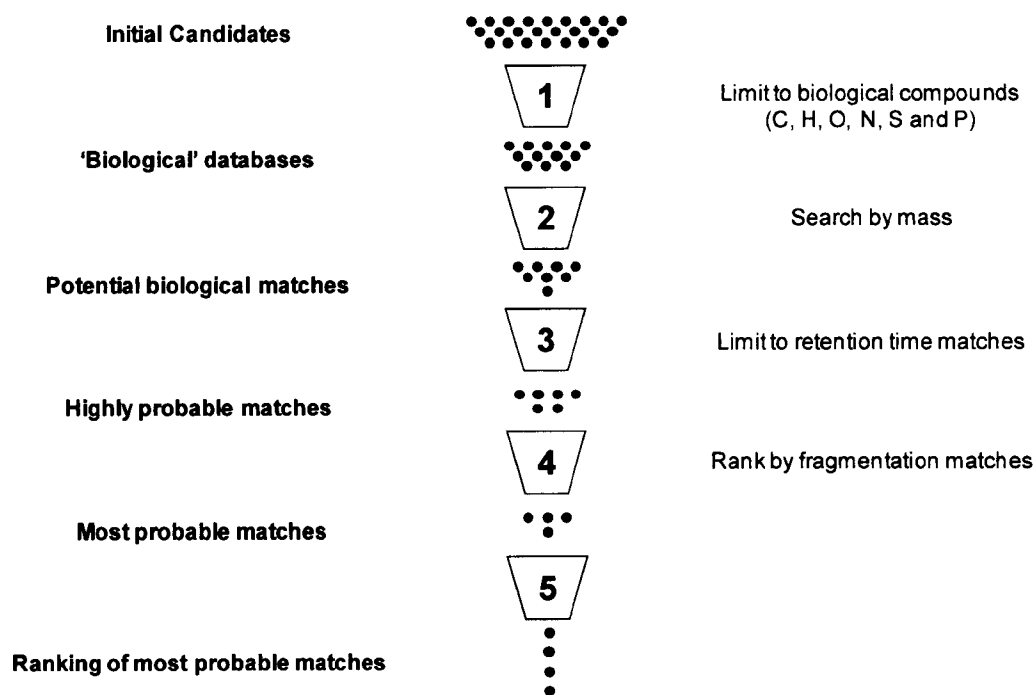 Initial Candidates
1
Limit to biological compounds
(C, H, O, N, S and P)
'Biological' databases
2
Search by mass
Potential biological matches
3
Limit to retention time matches
Highly probable matches
4
Rank by fragmentation matches
Most probable matches
5
Ranking of most probable matches